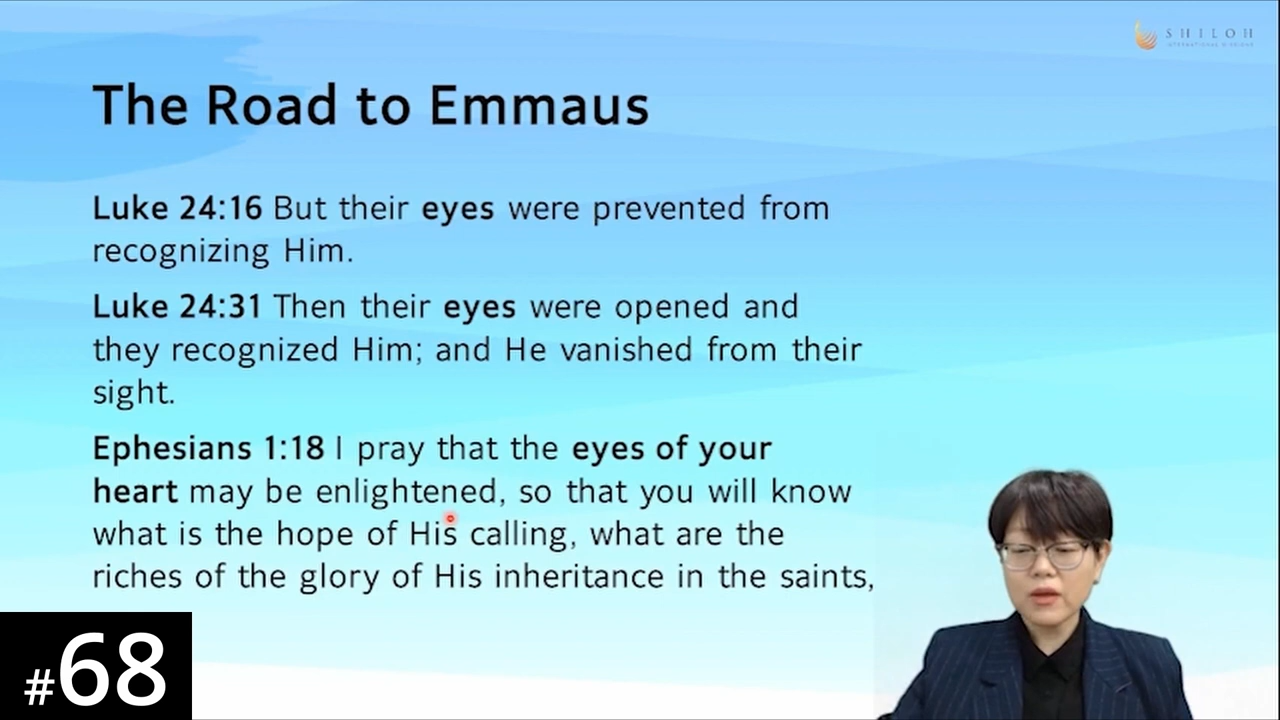 SHILOH
INTERNATIONAL MISSIONS
The Road to Emmaus
Luke 24:16 But their eyes were prevented from
recognizing Him.
Luke 24:31 Then their eyes were opened and
they recognized Him; and He vanished from their
sight.
Ephesians 1:18 I pray that the eyes of your
heart may be enlightened, so that you will know
what is the hope of His calling, what are the
riches of the glory of His inheritance in the saints,
#68